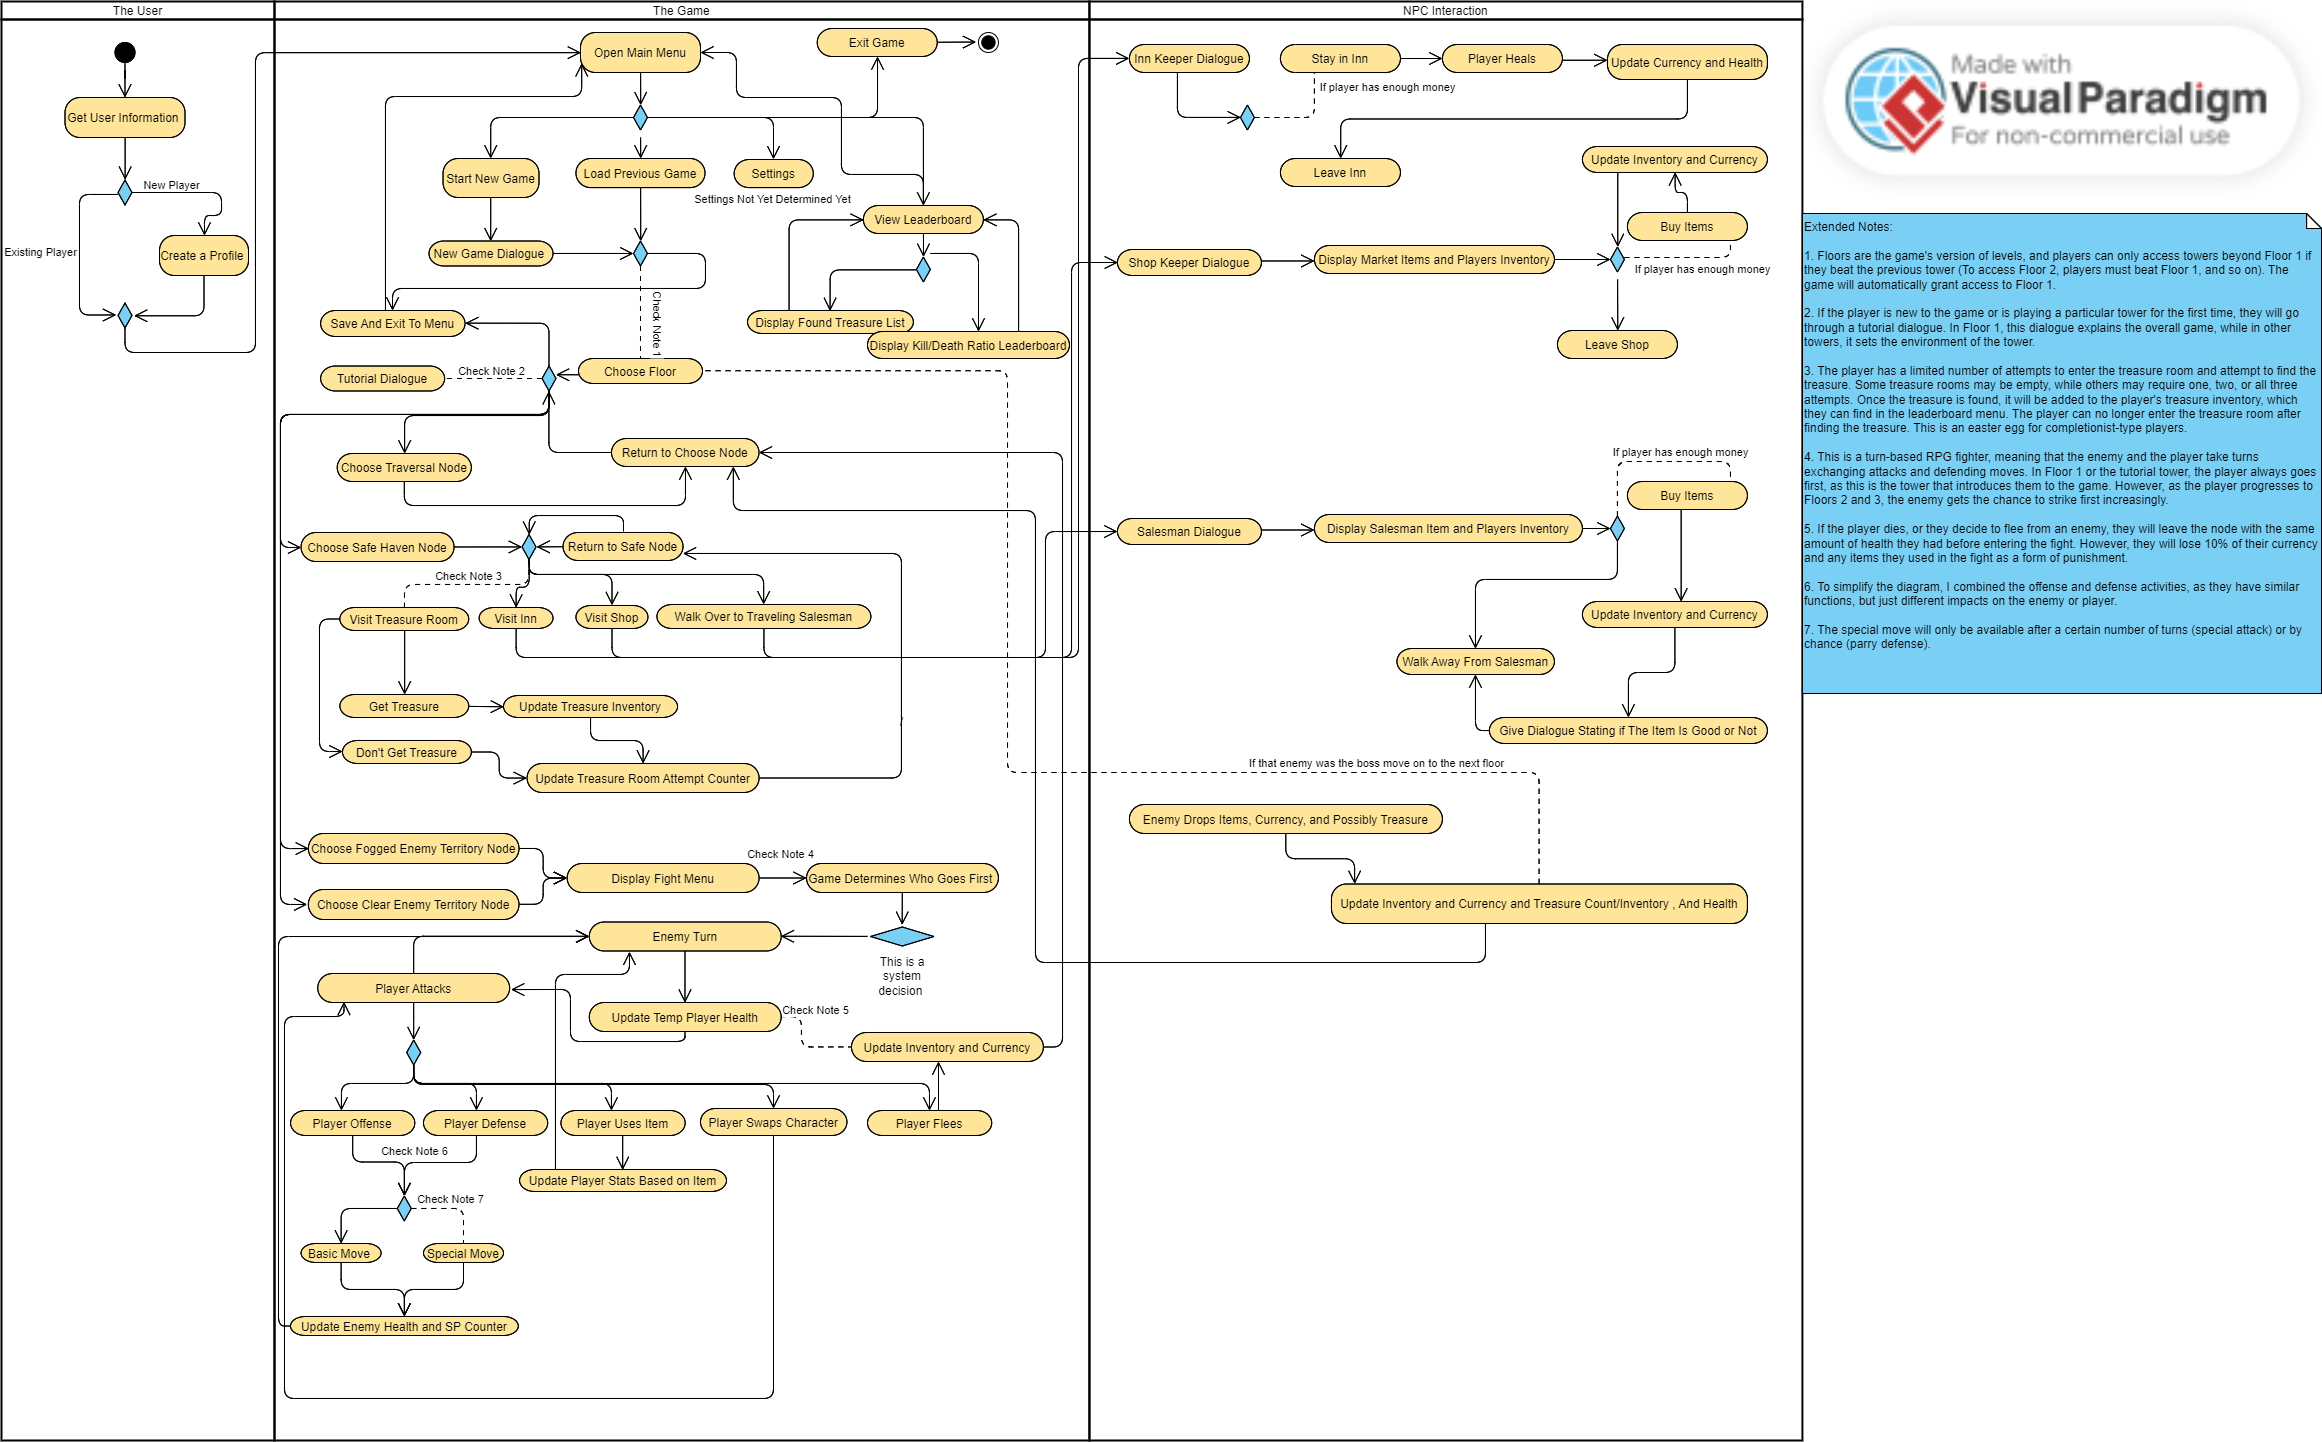 The User
The Game
NPC Interaction
Get User Information
New Player
Existing Player
Create a Profile
Open Main Menu
Exit Game
Start New Game
Load Previous Game
Settings
Settings Not Yet Determined Yet
View Leaderboard
New Game Dialogue
Check Note 1
Save And Exit To Menu
Display Found Treasure List
Display Kill/Death Ratio Leaderboard
Tutorial Dialogue
Check Note 2
Choose Floor
Return to Choose Node
Choose Traversal Node
Choose Safe Haven Node
Return to Safe Node
Check Note 3
Visit Treasure Room
Visit Inn
Visit Shop
Walk Over to Traveling Salesman
Get Treasure
Update Treasure Inventory
Don't Get Treasure
Update Treasure Room Attempt Counter
Choose Fogged Enemy Territory Node
Check Note 4
Display Fight Menu
Game Determines Who Goes First
Choose Clear Enemy Territory Node
Enemy Turn
This is a
system
decision
Player Attacks
Update Temp Player Health
Check Note 5
Update Inventory and Currency
Player Offense
Player Defense
Player Uses Item
Player Swaps Character
Player Flees
Check Note 6
Update Player Stats Based on Item
Check Note 7
Basic Move
Special Move
Update Enemy Health and SP Counter
Inn Keeper Dialogue
Stay in Inn
Player Heals
Update Currency and Health
If player has enough money
Leave Inn
Update Inventory and Currency
Buy Items
Shop Keeper Dialogue
Display Market Items and Players Inventory
If player has enough money
Leave Shop
If player has enough money
Buy Items
Salesman Dialogue
Display Salesman Item and Players Inventory
Update Inventory and Currency
Walk Away From Salesman
Give Dialogue Stating if The Item Is Good or Not
If that enemy was the boss move on to the next floor
Enemy Drops Items, Currency, and Possibly Treasure
Update Inventory and Currency and Treasure Count/Inventory , And Health
Made with
Visual Paradigm
For non-commercial use
Extended Notes:
1. Floors are the game's version of levels, and players can only access towers beyond Floor 1 if
they beat the previous tower (To access Floor 2, players must beat Floor 1, and so on). The
game will automatically grant access to Floor 1.
2. If the player is new to the game or is playing a particular tower for the first time, they will go
through a tutorial dialogue. In Floor 1, this dialogue explains the overall game, while in other
towers, it sets the environment of the tower.
3. The player has a limited number of attempts to enter the treasure room and attempt to find the
treasure. Some treasure rooms may be empty, while others may require one, two, or all three
attempts. Once the treasure is found, it will be added to the player's treasure inventory, which
they can find in the leaderboard menu. The player can no longer enter the treasure room after
finding the treasure. This is an easter egg for completionist-type players.
4. This is a turn-based RPG fighter, meaning that the enemy and the player take turns
exchanging attacks and defending moves. In Floor 1 or the tutorial tower, the player always goes
first, as this is the tower that introduces them to the game. However, as the player progresses to
Floors 2 and 3, the enemy gets the chance to strike first increasingly.
5. If the player dies, or they decide to flee from an enemy, they will leave the node with the same
amount of health they had before entering the fight. However, they will lose 10% of their currency
and any items they used in the fight as a form of punishment.
6. To simplify the diagram, I combined the offense and defense activities, as they have similar
functions, but just different impacts on the enemy or player.
7. The special move will only be available after a certain number of turns (special attack) or by
chance (parry defense).